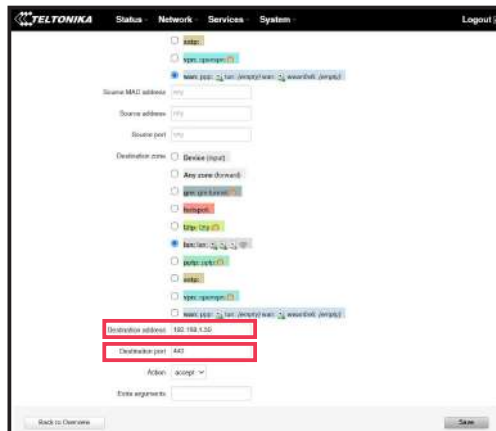 TELTONIKA Status Network Services System Logout
sstp:
vpn: openvpn:
wan: ppp: tun: (empty) wan: wwan: (empty)
Source MAC address any
Source address any
Source port any
Destination zone Device (input)
Any zone (forward)
gre: gre tunnel:
hotspot:
l2tp: l2tp:
lan: lan:
pptp: pptp:
sstp:
vpn: openvpn:
wan: ppp: tun: (empty) wan: (empty)
Destination address 192.168.1.50
Destination port 443
Action accept
Extra arguments
Back to Overview Save